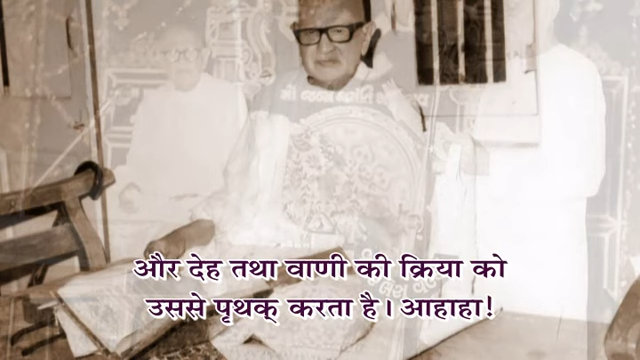 और देह तथा वाणी की क्रिया को
उससे पृथक् करता है। आहाहा!